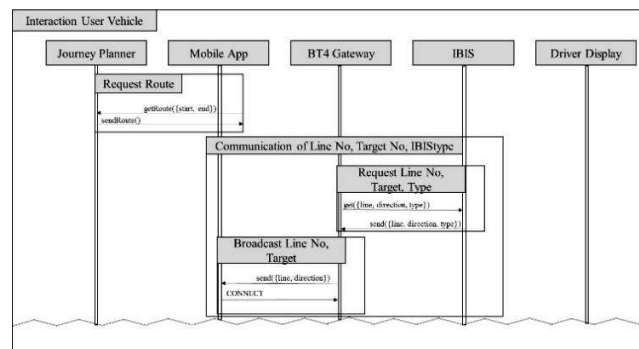 Interaction User Vehicle
Journey Planner
Mobile App
BT4 Gateway
IBIS
Driver Display
Request Route
getRoute({start, end})
sendRoute()
Communication of Line No, Target No, IBIStype
Request Line No,
Target, Type
get({line, direction, type})
send({line, direction, type})
Broadcast Line No,
Target
send({line, direction})
CONNECT